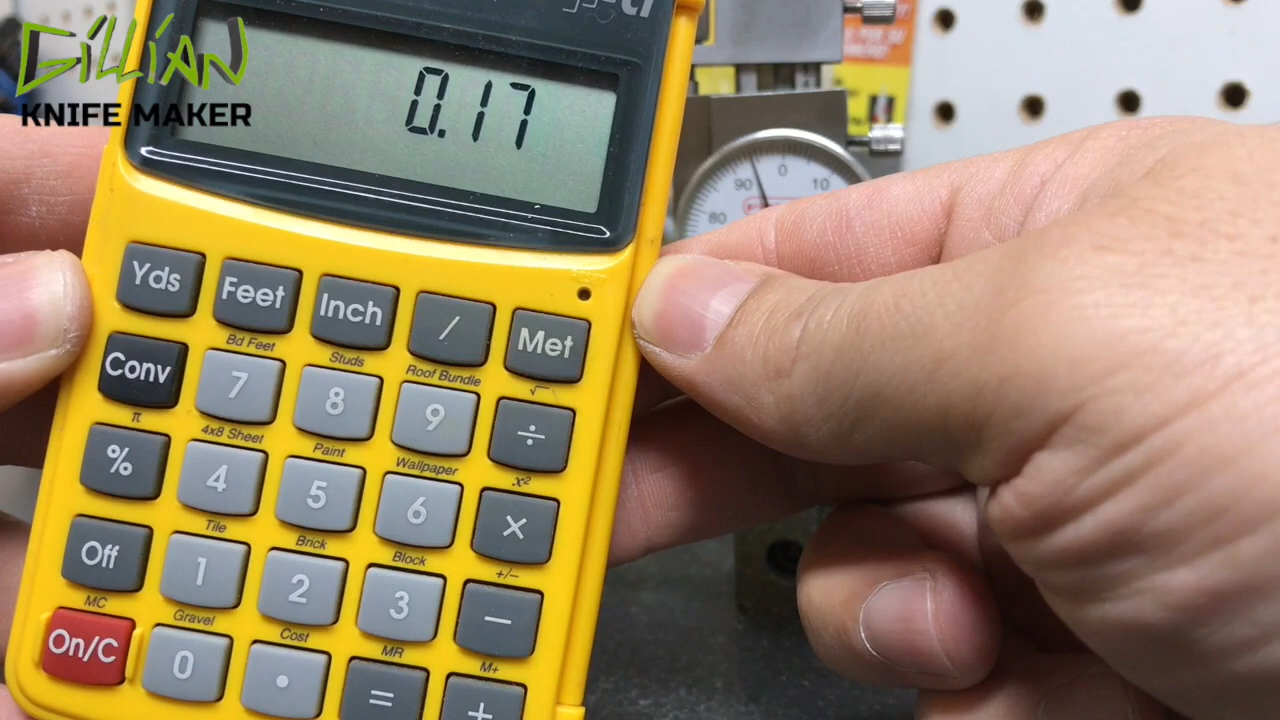 GiLLiAN
KNIFE MAKER
0.17
90 0 10
80
Yds Feet Inch / Met
Bd Feet Studs Roof Bundle √
Conv 7 8 9 ÷
π 4x8 Sheet Paint Wallpaper x²
% 4 5 6 ×
Tile Brick Block +/−
Off 1 2 3 −
MC Gravel Cost MR M+
On/C 0 . = +